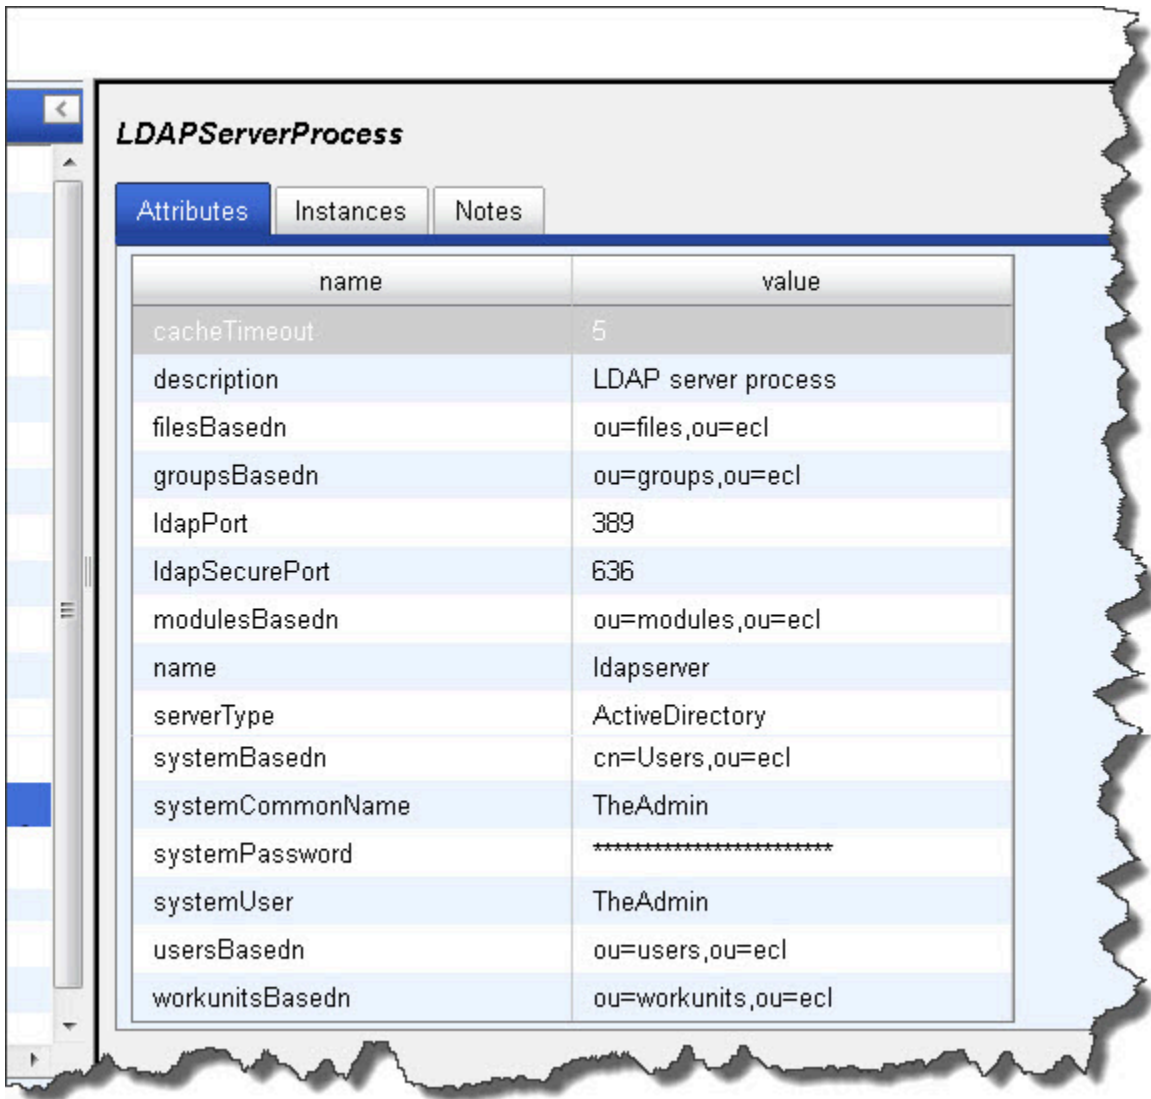 LDAPServerProcess
Attributes Instances Notes
name value
cacheTimeout 5
description LDAP server process
filesBasedn ou=files,ou=ecl
groupsBasedn ou=groups,ou=ecl
ldapPort 389
ldapSecurePort 636
modulesBasedn ou=modules,ou=ecl
name ldapserver
serverType ActiveDirectory
systemBasedn cn=Users,ou=ecl
systemCommonName TheAdmin
systemPassword ************************
systemUser TheAdmin
usersBasedn ou=users,ou=ecl
workunitsBasedn ou=workunits,ou=ecl